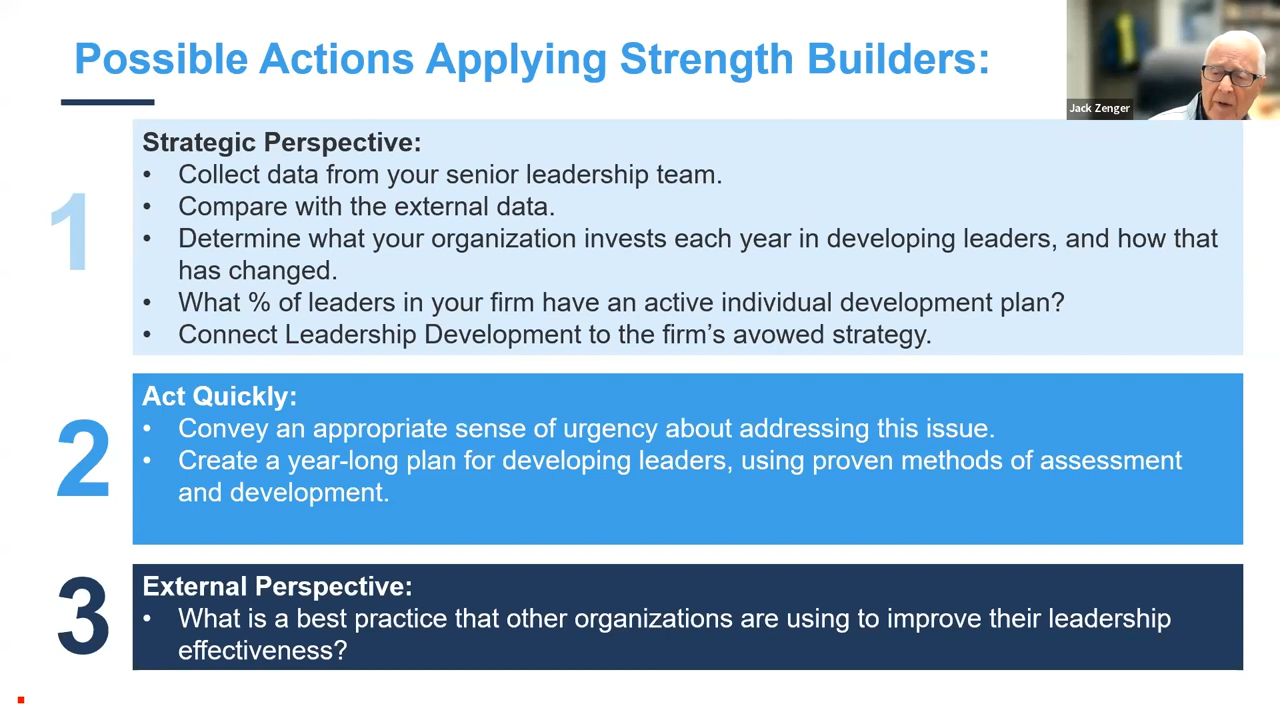 Possible Actions Applying Strength Builders:
Jack Zenger
1
Strategic Perspective:
• Collect data from your senior leadership team.
• Compare with the external data.
• Determine what your organization invests each year in developing leaders, and how that
has changed.
• What % of leaders in your firm have an active individual development plan?
• Connect Leadership Development to the firm’s avowed strategy.
2
Act Quickly:
• Convey an appropriate sense of urgency about addressing this issue.
• Create a year-long plan for developing leaders, using proven methods of assessment
and development.
3
External Perspective:
• What is a best practice that other organizations are using to improve their leadership
effectiveness?